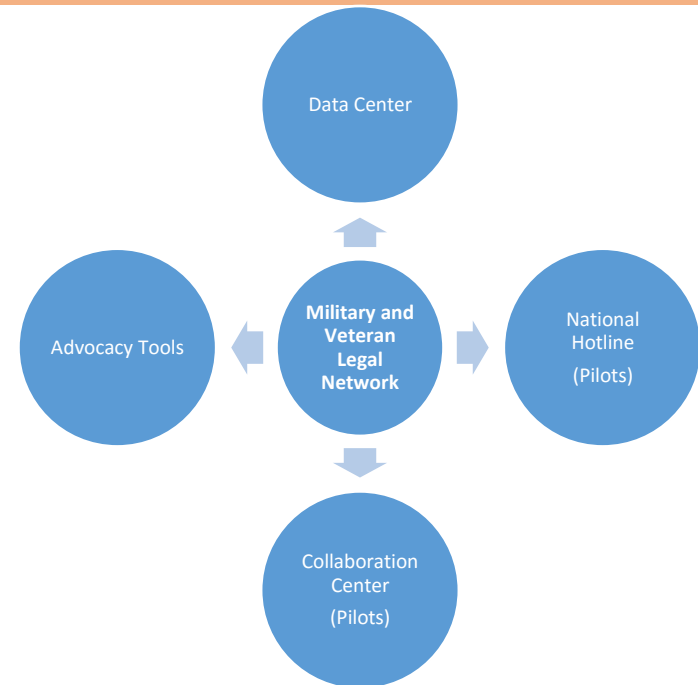 Data Center
Advocacy Tools
Military and
Veteran
Legal
Network
National
Hotline
(Pilots)
Collaboration
Center
(Pilots)